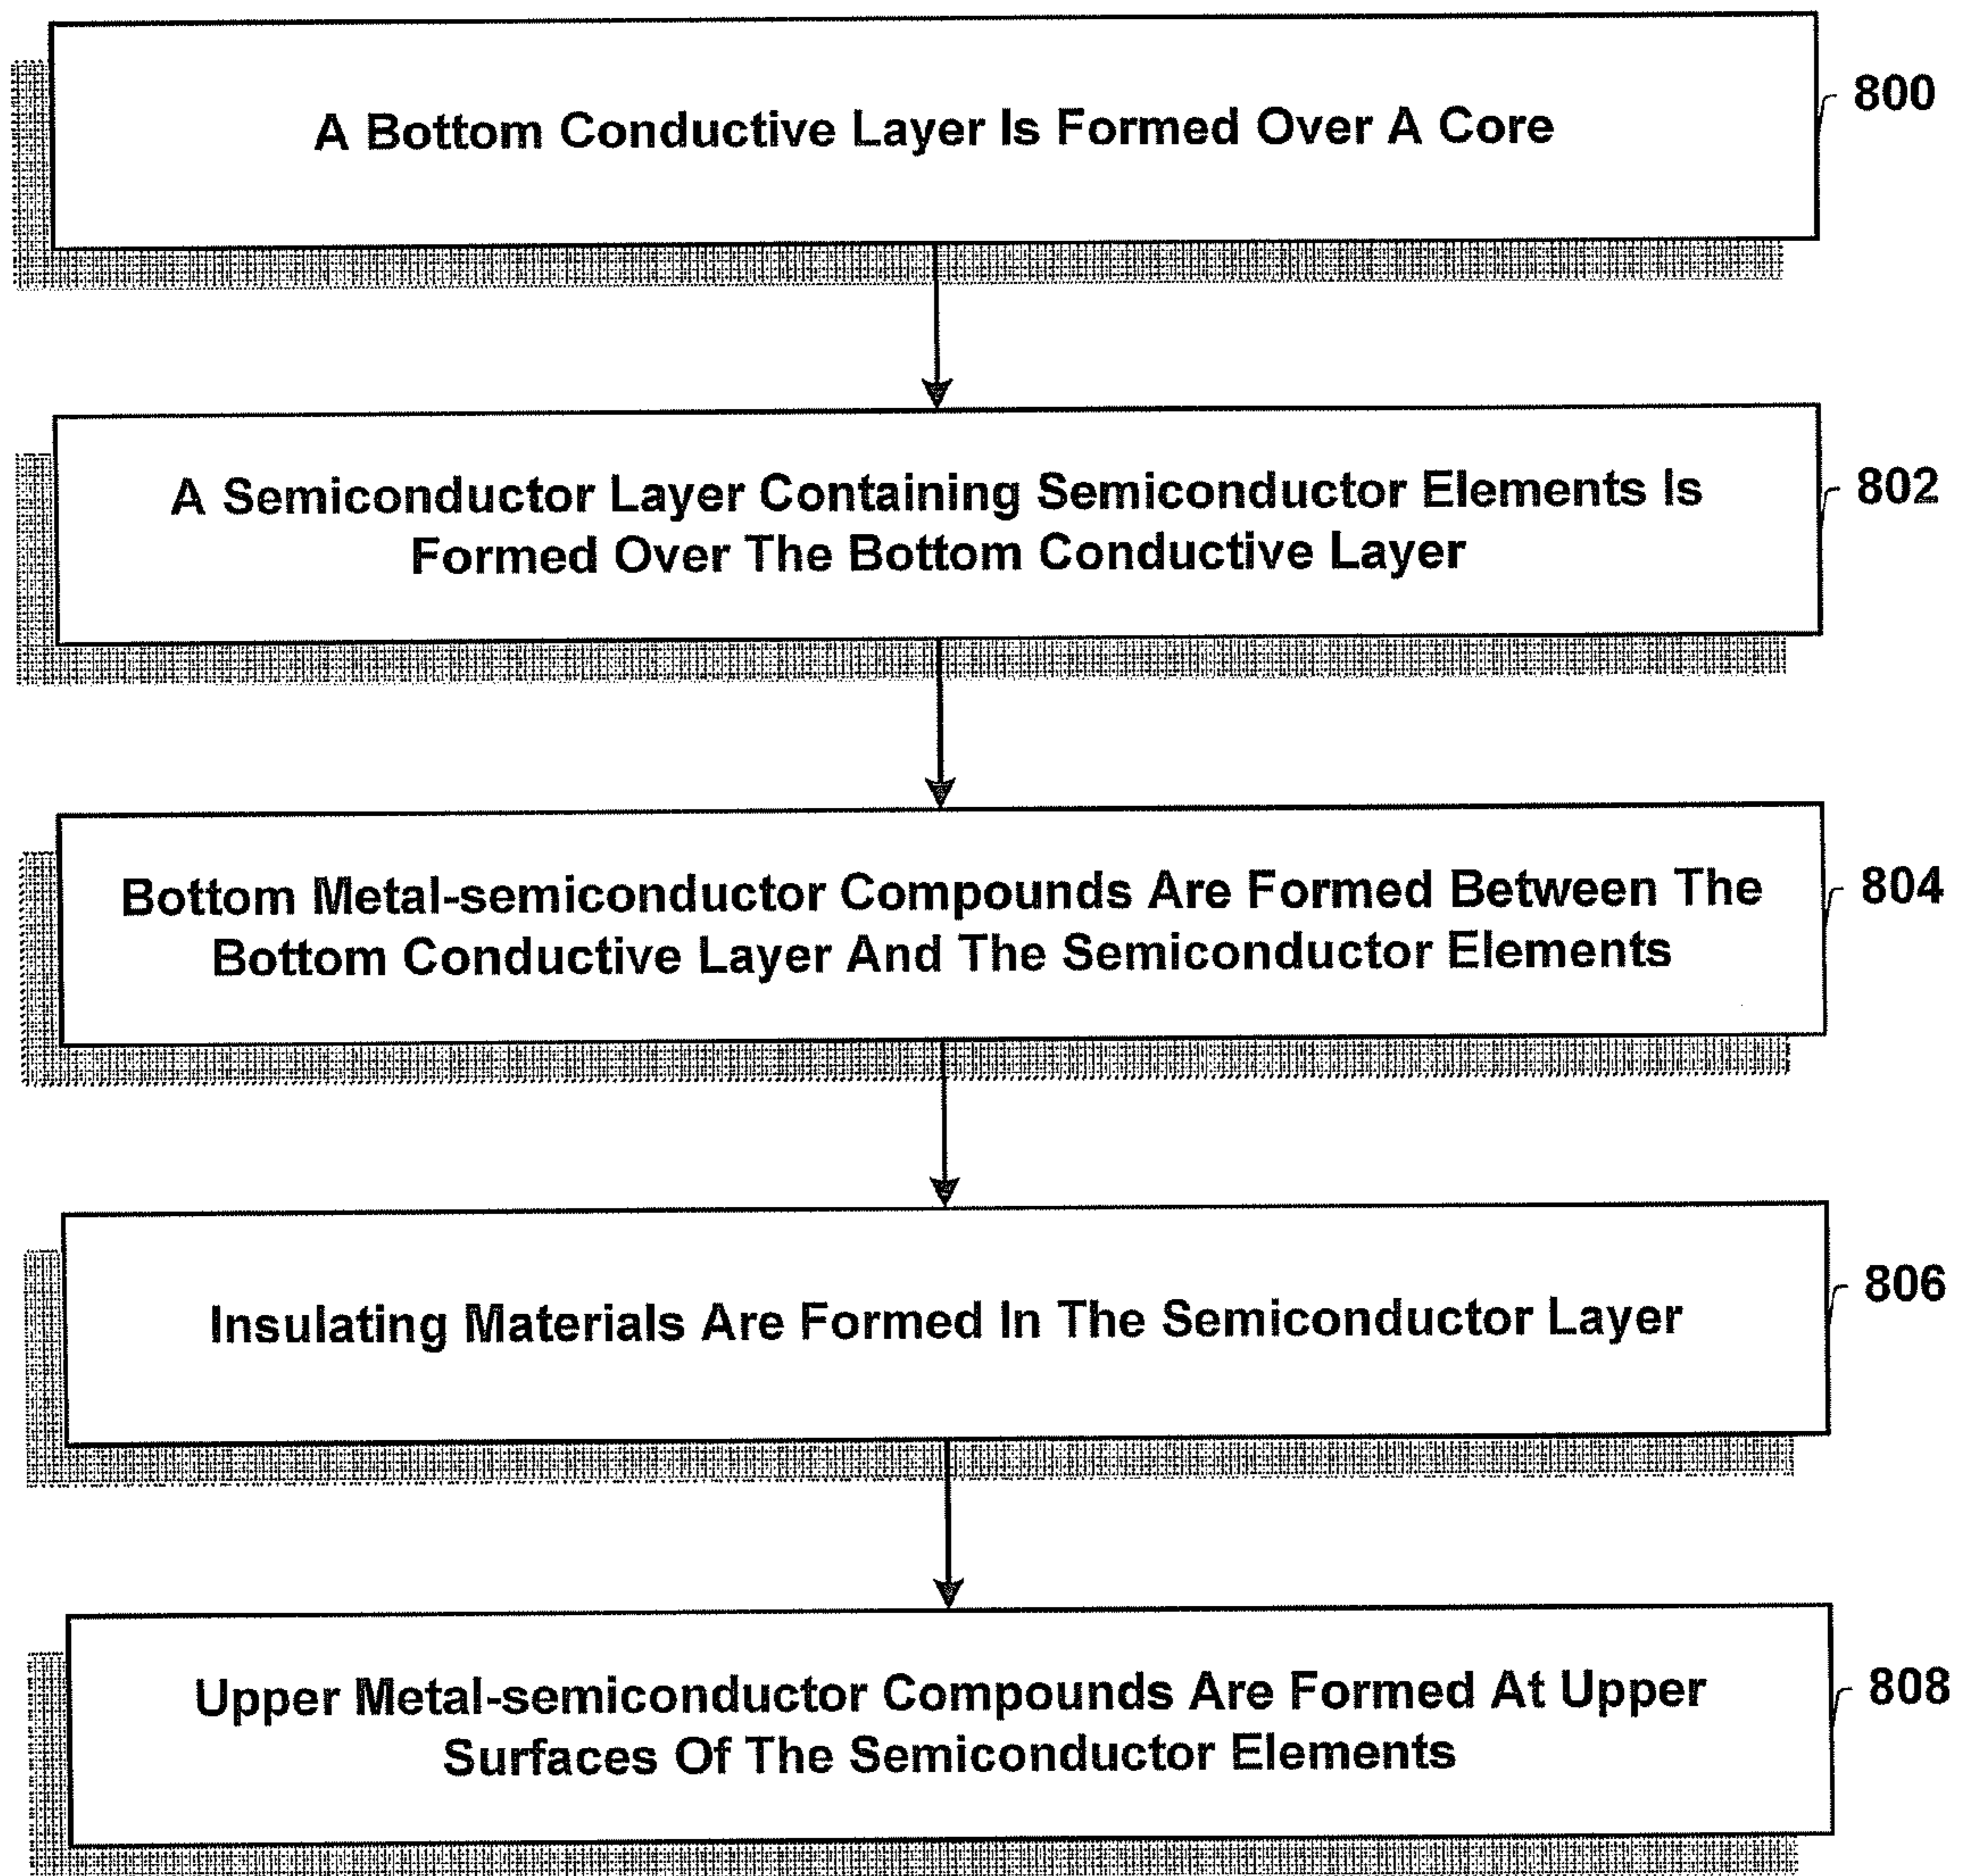 A Bottom Conductive Layer Is Formed Over A Core
800
A Semiconductor Layer Containing Semiconductor Elements Is
Formed Over The Bottom Conductive Layer
802
Bottom Metal-semiconductor Compounds Are Formed Between The
Bottom Conductive Layer And The Semiconductor Elements
804
Insulating Materials Are Formed In The Semiconductor Layer
806
Upper Metal-semiconductor Compounds Are Formed At Upper
Surfaces Of The Semiconductor Elements
808